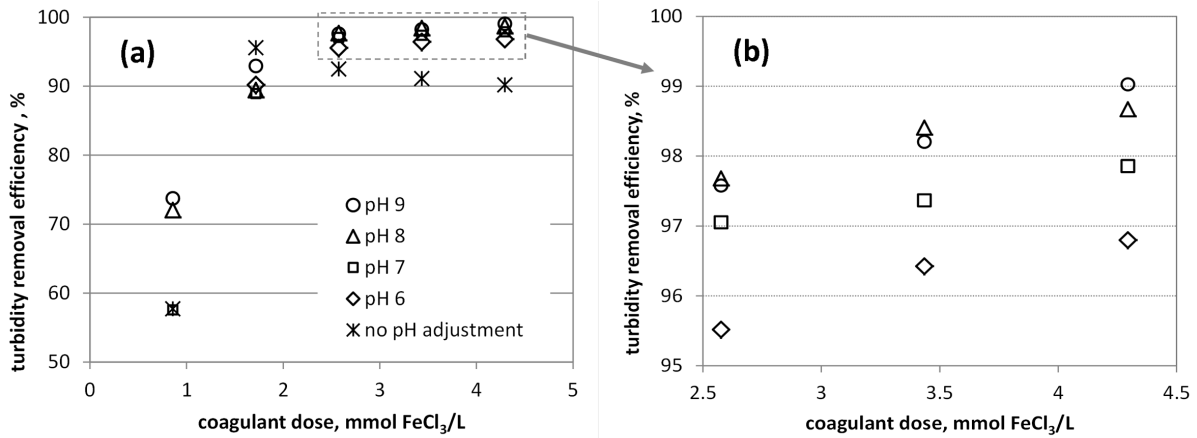 (a)
turbidity removal efficiency , %
100
90
80
70
60
50
0
1
2
3
4
5
coagulant dose, mmol FeCl₃/L
pH 9
pH 8
pH 7
pH 6
no pH adjustment
(b)
turbidity removal efficiency, %
100
99
98
97
96
95
2.5
3
3.5
4
4.5
coagulant dose, mmol FeCl₃/L